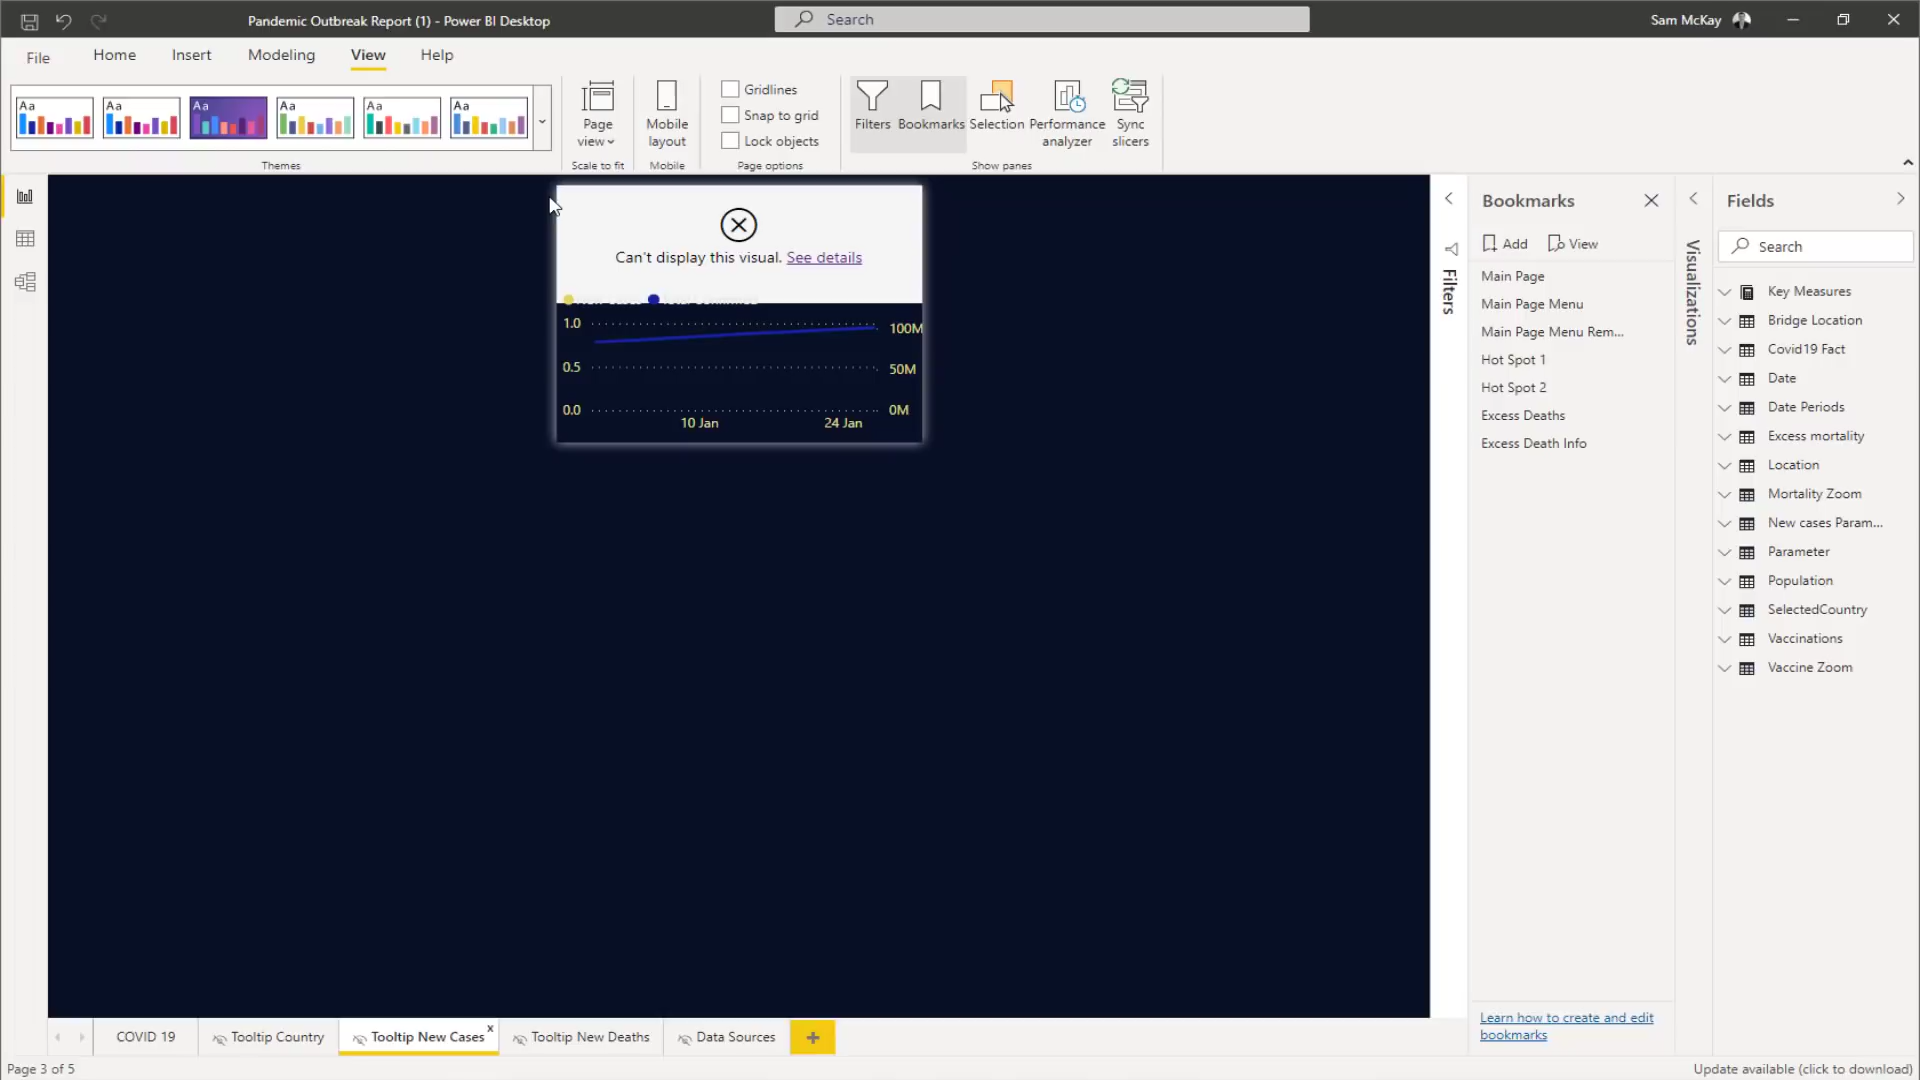 Pandemic Outbreak Report (1) - Power BI Desktop
Search
Sam McKay
File
Home
Insert
Modeling
View
Help
Aa
Aa
Aa
Aa
Aa
Aa
Themes
Page
view
Scale to fit
Mobile
layout
Mobile
Gridlines
Snap to grid
Lock objects
Page options
Filters
Bookmarks
Selection
Performance
analyzer
Sync
slicers
Show panes
Can't display this visual. See details
1.0
0.5
0.0
100M
50M
0M
10 Jan
24 Jan
Filters
Bookmarks
Add
View
Main Page
Main Page Menu
Main Page Menu Rem...
Hot Spot 1
Hot Spot 2
Excess Deaths
Excess Death Info
Learn how to create and edit
bookmarks
Visualizations
Fields
Search
Key Measures
Bridge Location
Covid19 Fact
Date
Date Periods
Excess mortality
Location
Mortality Zoom
New cases Param...
Parameter
Population
SelectedCountry
Vaccinations
Vaccine Zoom
COVID 19
Tooltip Country
Tooltip New Cases
x
Tooltip New Deaths
Data Sources
+
Page 3 of 5
Update available (click to download)